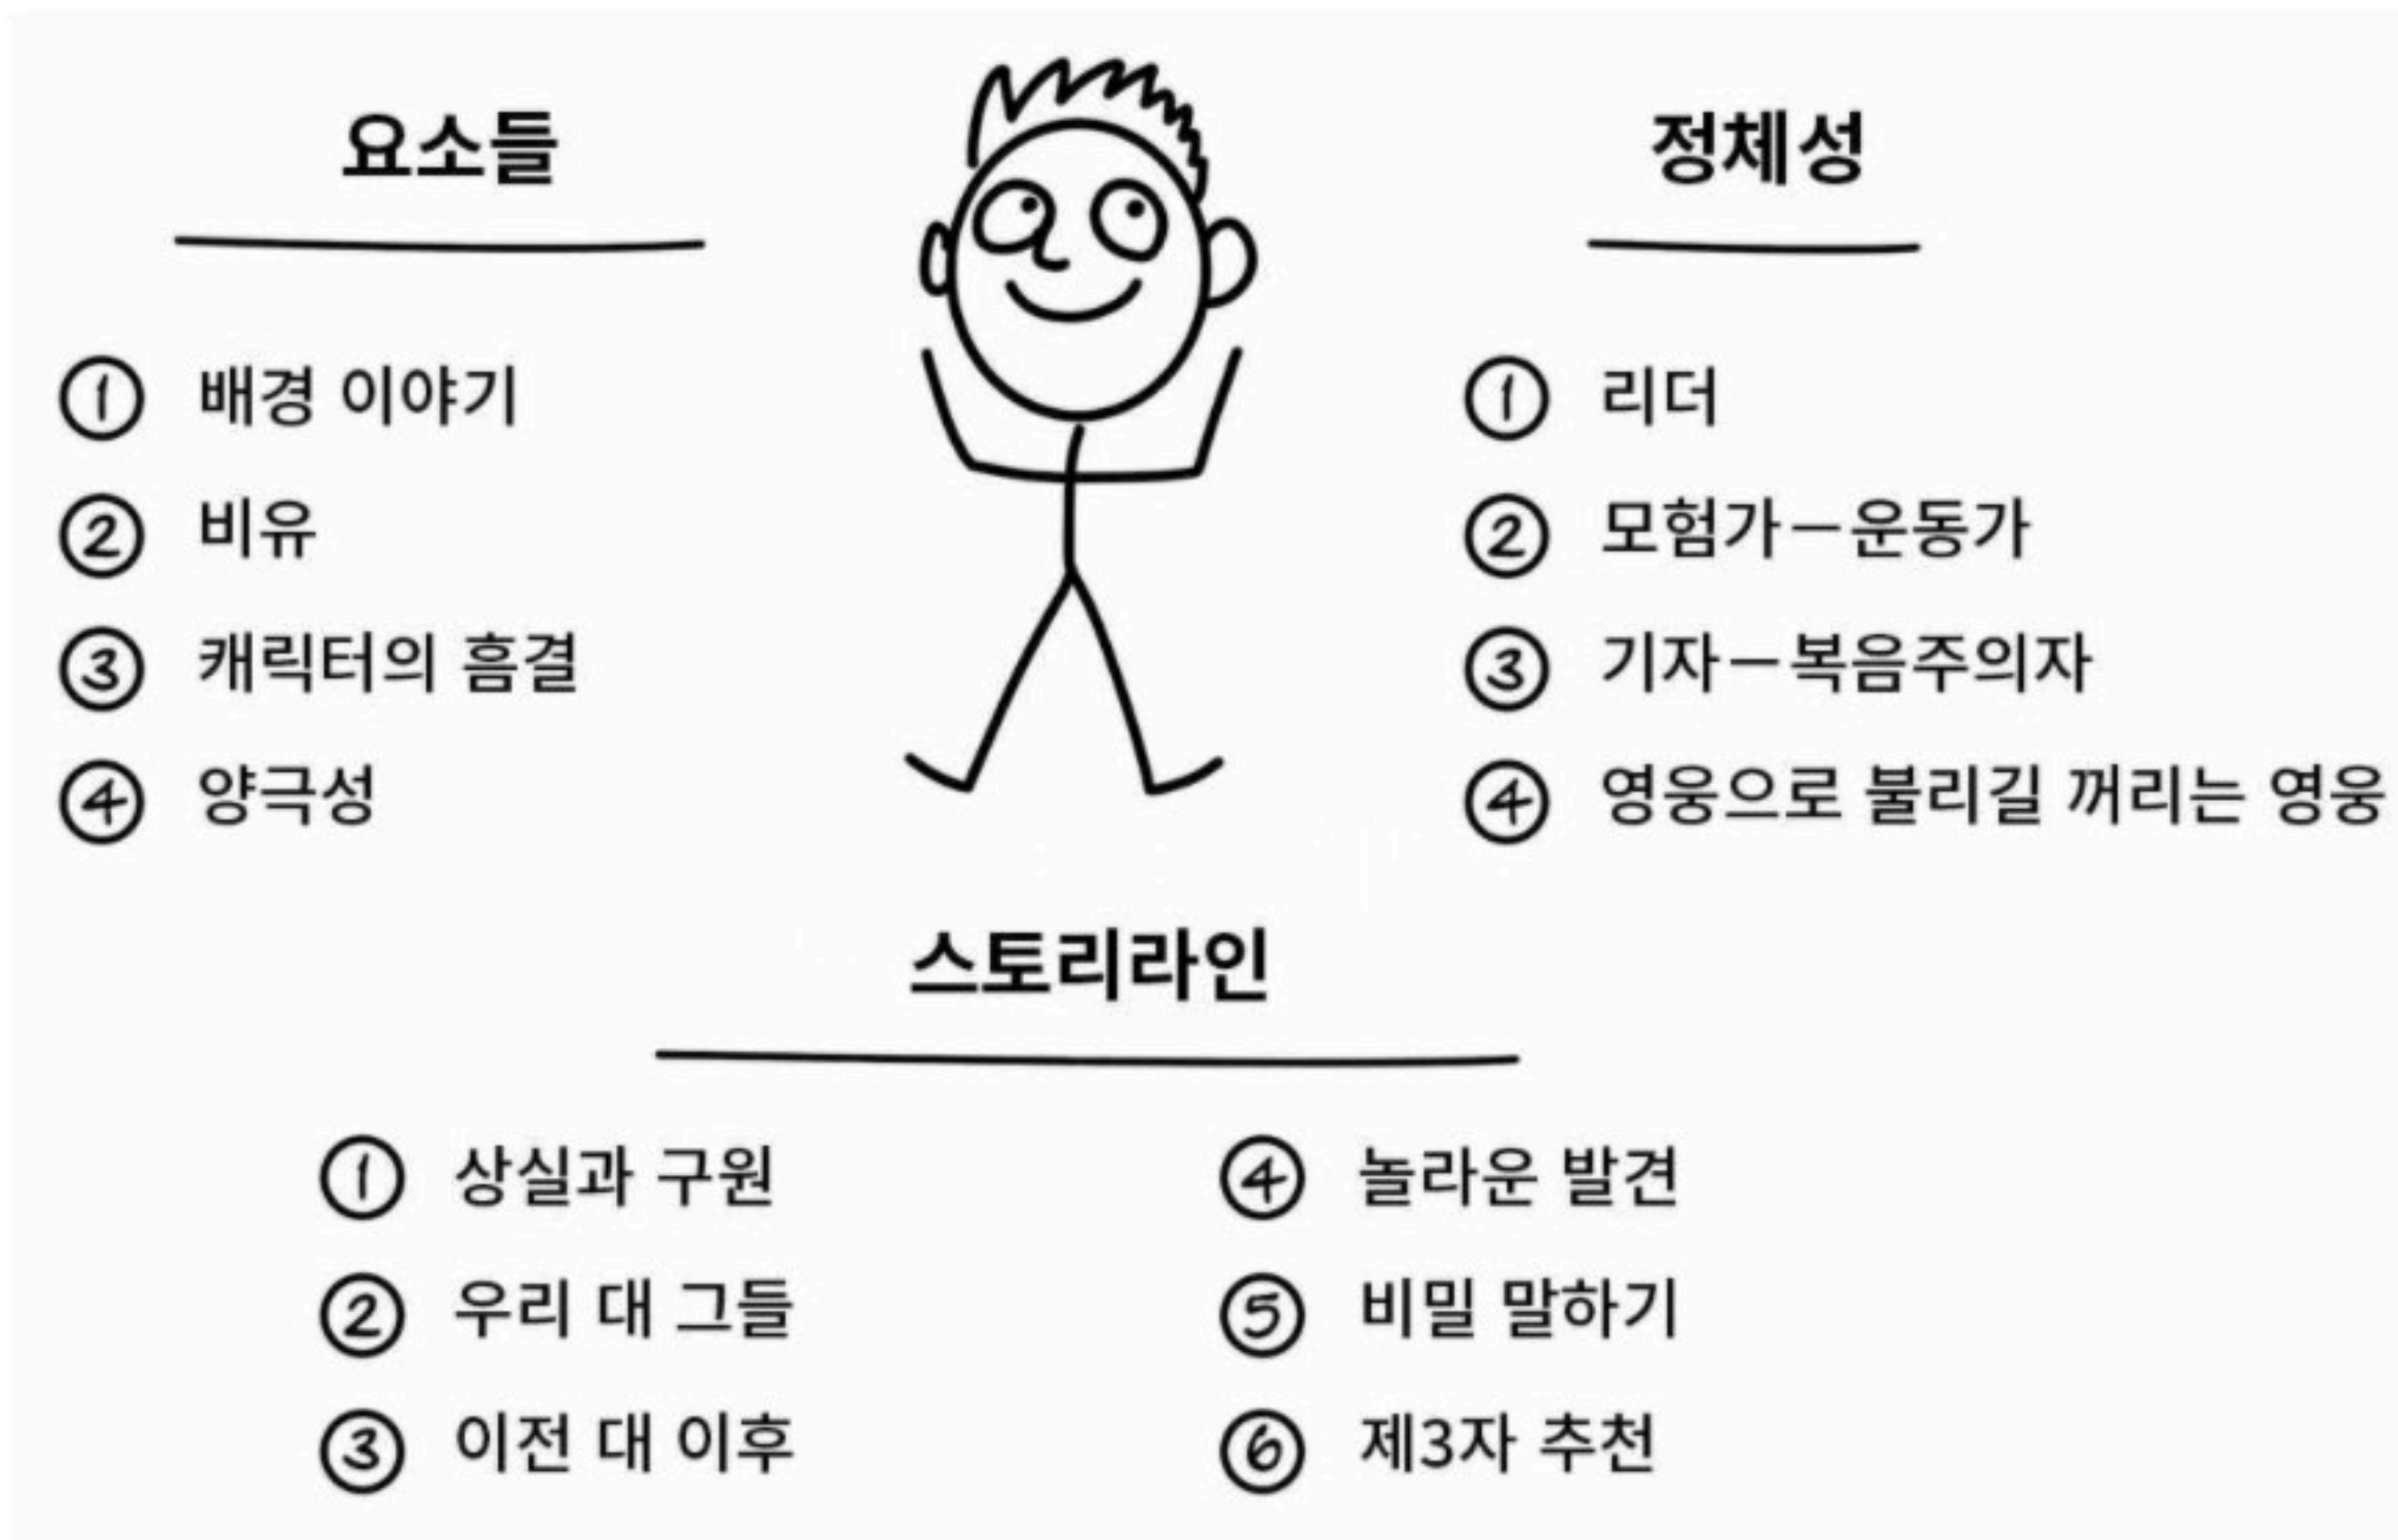 요소들
① 배경 이야기
② 비유
③ 캐릭터의 흠결
④ 양극성
정체성
① 리더
② 모험가－운동가
③ 기자－복음주의자
④ 영웅으로 불리길 꺼리는 영웅
스토리라인
① 상실과 구원
② 우리 대 그들
③ 이전 대 이후
④ 놀라운 발견
⑤ 비밀 말하기
⑥ 제3자 추천